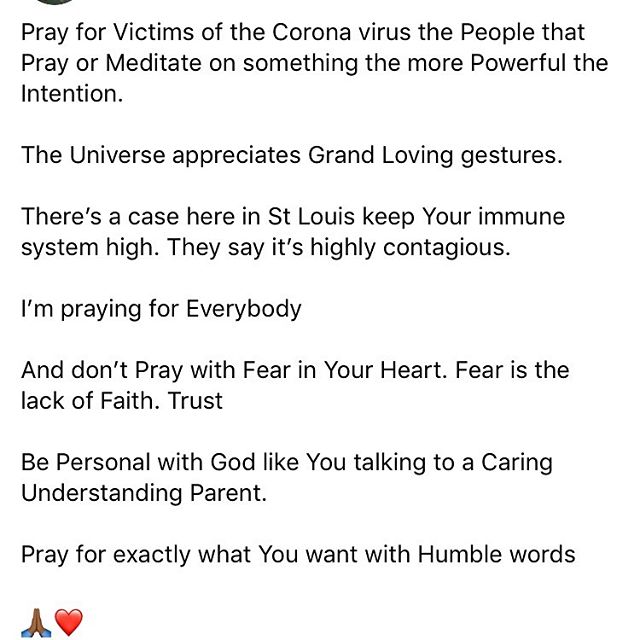 Pray for Victims of the Corona virus the People that
Pray or Meditate on something the more Powerful the
Intention.
The Universe appreciates Grand Loving gestures.
There’s a case here in St Louis keep Your immune
system high. They say it’s highly contagious.
I’m praying for Everybody
And don’t Pray with Fear in Your Heart. Fear is the
lack of Faith. Trust
Be Personal with God like You talking to a Caring
Understanding Parent.
Pray for exactly what You want with Humble words
🙏🏾❤️